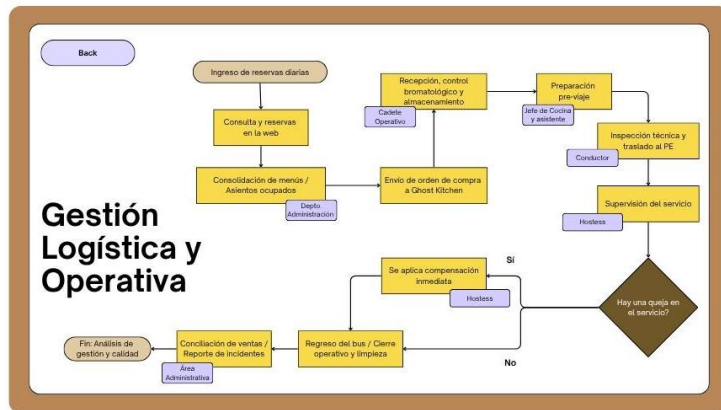 Back
Gestión
Logística y
Operativa
Ingreso de reservas diarias
Consulta y reservas
en la web
Consolidación de menús /
Asientos ocupados
Depto
Administración
Envío de orden de compra
a Ghost Kitchen
Recepción, control
bromatológico y
almacenamiento
Cadete
Operativo
Preparación
pre-viaje
Jefe de Cocina
y asistente
Inspección técnica y
traslado al PE
Conductor
Supervisión del servicio
Hostess
Hay una queja en
el servicio?
Sí
Se aplica compensación
inmediata
Hostess
No
Regreso del bus / Cierre
operativo y limpieza
Conciliación de ventas /
Reporte de incidentes
Área
Administrativa
Fin: Análisis de
gestión y calidad